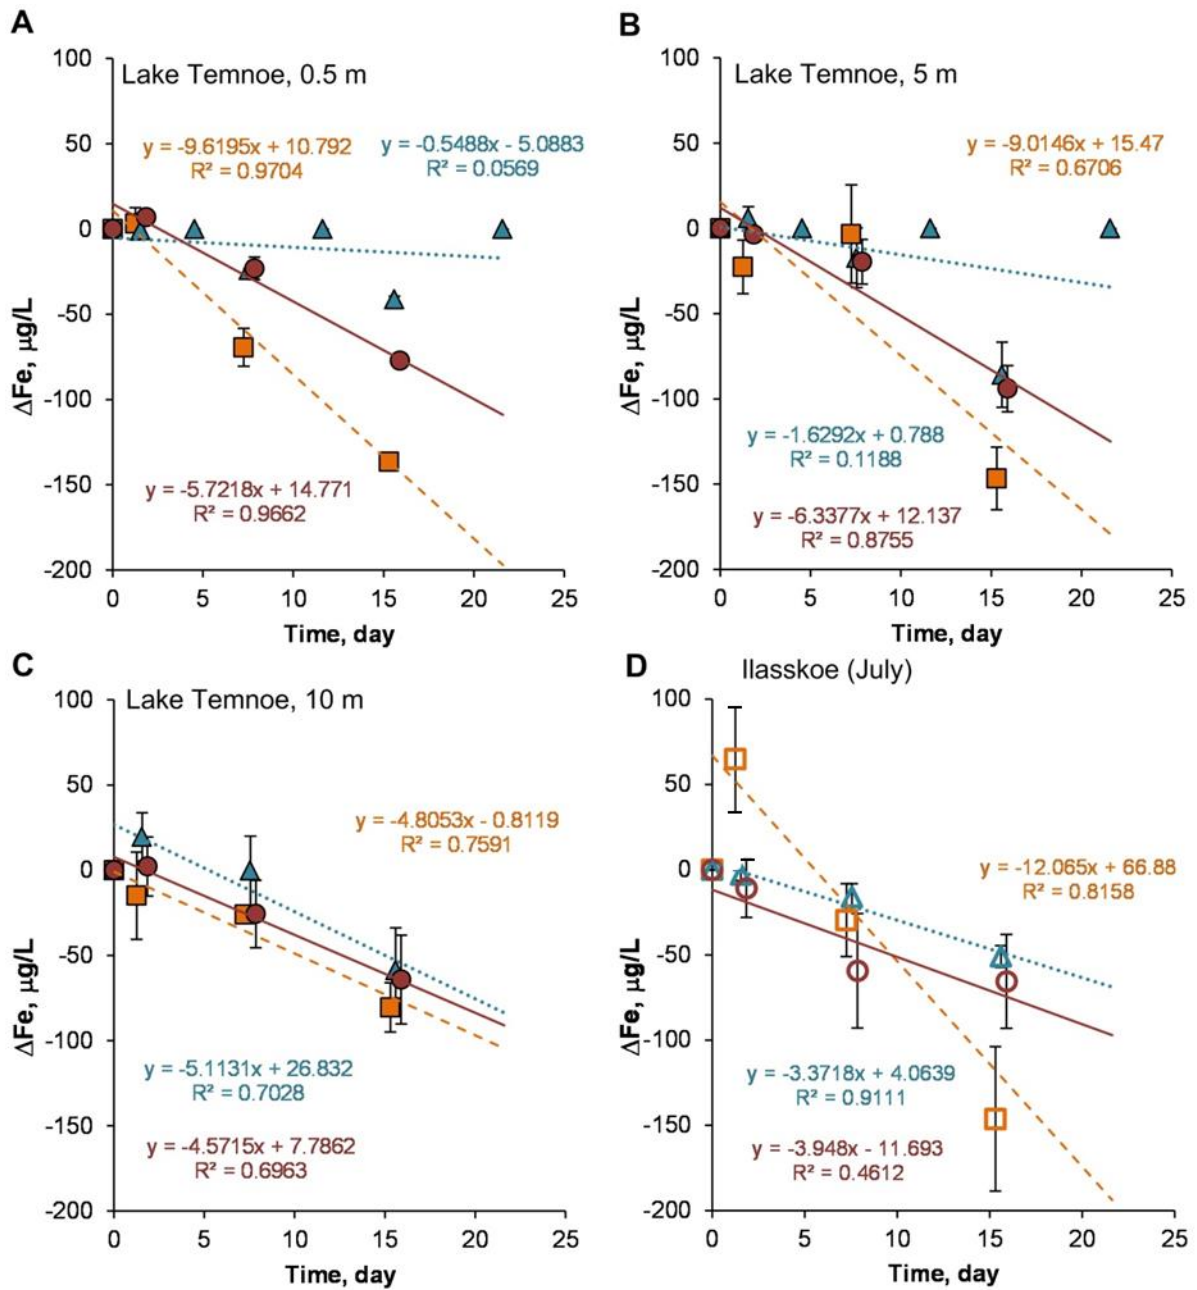 A
Lake Temnoe, 0.5 m
y = -9.6195x + 10.792
R² = 0.9704
y = -0.5488x - 5.0883
R² = 0.0569
y = -5.7218x + 14.771
R² = 0.9662
100
50
0
-50
-100
-150
-200
ΔFe, µg/L
0 5 10 15 20 25
Time, day
B
Lake Temnoe, 5 m
y = -9.0146x + 15.47
R² = 0.6706
y = -1.6292x + 0.788
R² = 0.1188
y = -6.3377x + 12.137
R² = 0.8755
100
50
0
-50
-100
-150
-200
ΔFe, µg/L
0 5 10 15 20 25
Time, day
C
Lake Temnoe, 10 m
y = -4.8053x - 0.8119
R² = 0.7591
y = -5.1131x + 26.832
R² = 0.7028
y = -4.5715x + 7.7862
R² = 0.6963
100
50
0
-50
-100
-150
-200
ΔFe, µg/L
0 5 10 15 20 25
Time, day
D
Ilasskoe (July)
y = -12.065x + 66.88
R² = 0.8158
y = -3.3718x + 4.0639
R² = 0.9111
y = -3.948x - 11.693
R² = 0.4612
100
50
0
-50
-100
-150
-200
ΔFe, µg/L
0 5 10 15 20 25
Time, day